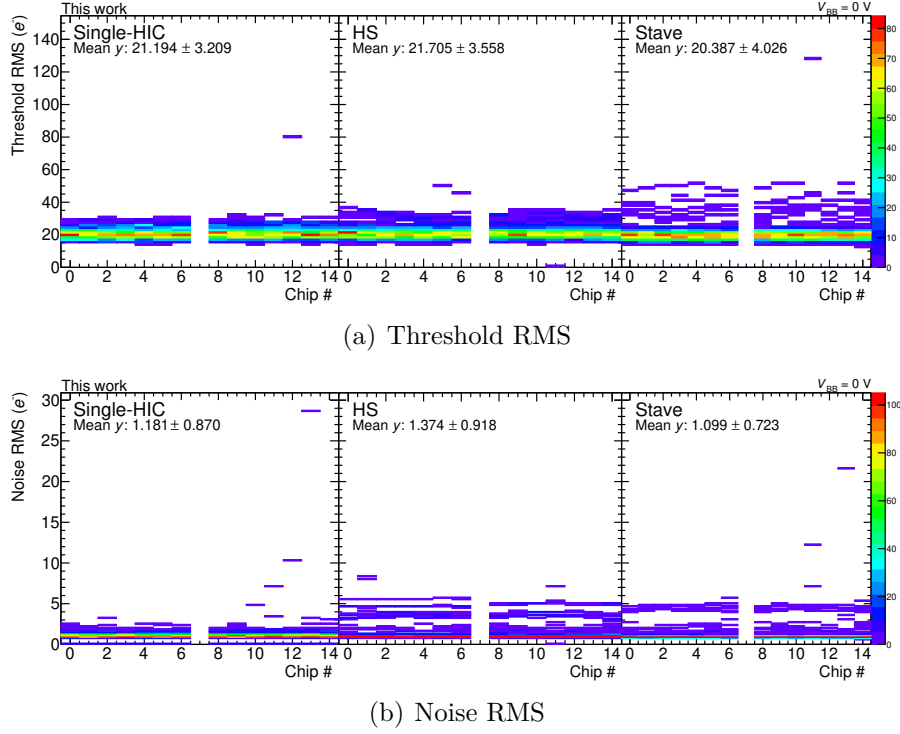 This work
V_BB = 0 V
Threshold RMS (e)
Single-HIC
Mean y: 21.194 ± 3.209
HS
Mean y: 21.705 ± 3.558
Stave
Mean y: 20.387 ± 4.026
140
120
100
80
60
40
20
0
80
70
60
50
40
30
20
10
0
0 2 4 6 8 10 12 14
0 2 4 6 8 10 12 14
0 2 4 6 8 10 12 14
Chip #
Chip #
Chip #
(a) Threshold RMS
This work
V_BB = 0 V
Noise RMS (e)
Single-HIC
Mean y: 1.181 ± 0.870
HS
Mean y: 1.374 ± 0.918
Stave
Mean y: 1.099 ± 0.723
30
25
20
15
10
5
0
100
80
60
40
20
0
0 2 4 6 8 10 12 14
0 2 4 6 8 10 12 14
0 2 4 6 8 10 12 14
Chip #
Chip #
Chip #
(b) Noise RMS